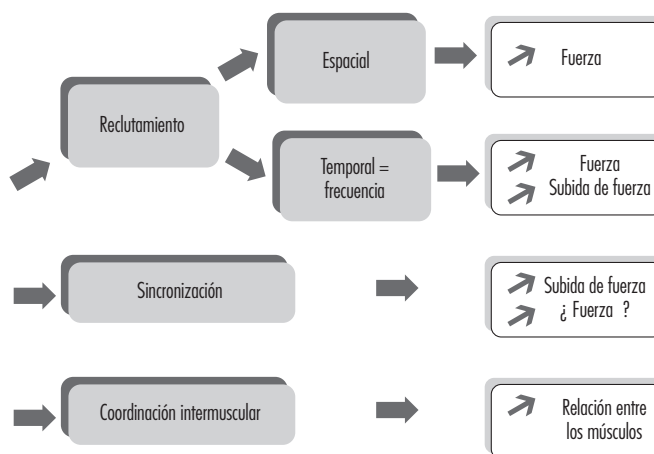 Espacial
Fuerza
Reclutamiento
Temporal =
frecuencia
Fuerza
Subida de fuerza
Sincronización
Subida de fuerza
¿ Fuerza ?
Coordinación intermuscular
Relación entre
los músculos